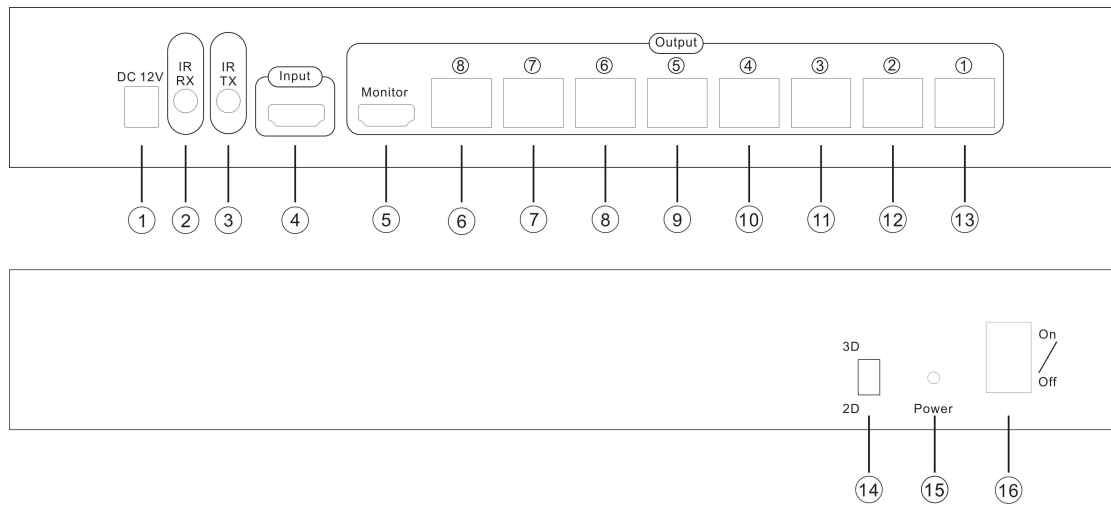 Output
⑧ ⑦ ⑥ ⑤ ④ ③ ② ①
IR RX
IR TX
DC 12V
Input
Monitor
① ② ③ ④ ⑤ ⑥ ⑦ ⑧ ⑨ ⑩ ⑪ ⑫ ⑬
3D
2D
Power
On
Off
⑭ ⑮ ⑯